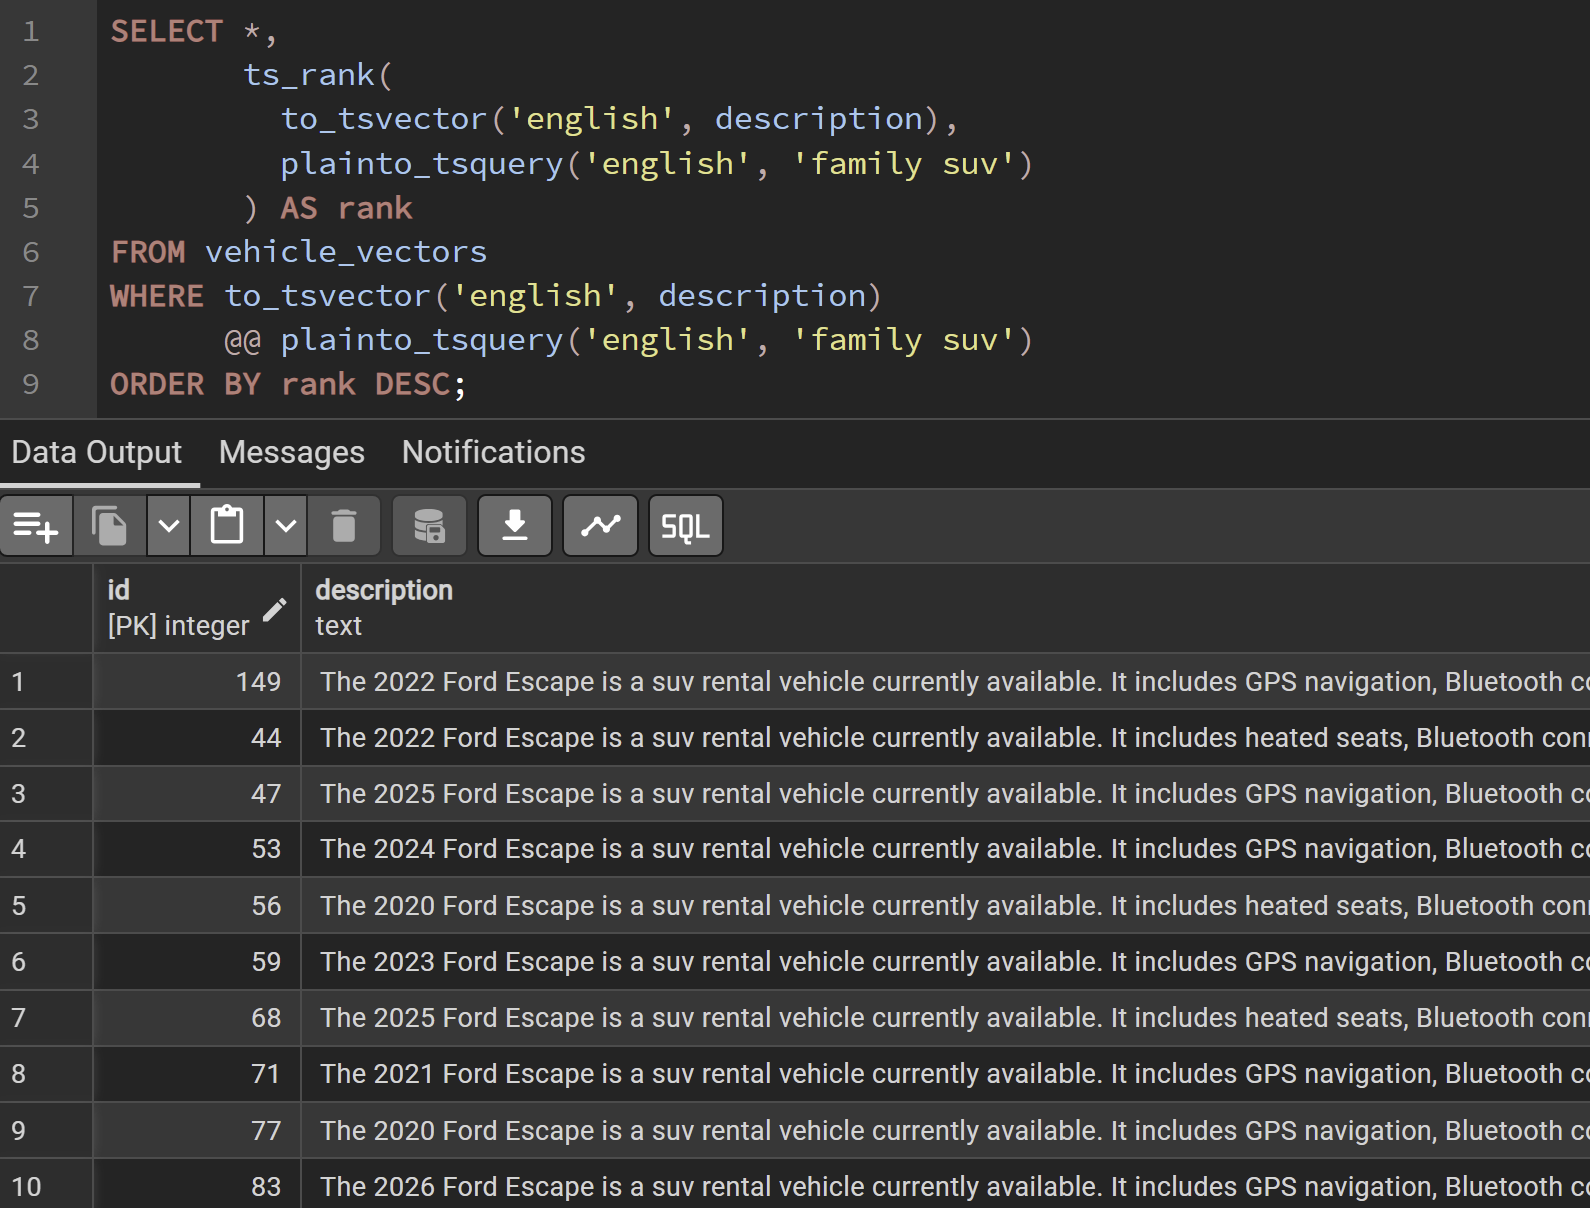 1 SELECT *,
2 ts_rank(
3 to_tsvector('english', description),
4 plainto_tsquery('english', 'family suv')
5 ) AS rank
6 FROM vehicle_vectors
7 WHERE to_tsvector('english', description)
8 @@ plainto_tsquery('english', 'family suv')
9 ORDER BY rank DESC;
Data Output Messages Notifications
SQL
id description
[PK] integer text
1 149 The 2022 Ford Escape is a suv rental vehicle currently available. It includes GPS navigation, Bluetooth
2 44 The 2022 Ford Escape is a suv rental vehicle currently available. It includes heated seats, Bluetooth
3 47 The 2025 Ford Escape is a suv rental vehicle currently available. It includes GPS navigation, Bluetooth
4 53 The 2024 Ford Escape is a suv rental vehicle currently available. It includes GPS navigation, Bluetooth
5 56 The 2020 Ford Escape is a suv rental vehicle currently available. It includes heated seats, Bluetooth
6 59 The 2023 Ford Escape is a suv rental vehicle currently available. It includes GPS navigation, Bluetooth
7 68 The 2025 Ford Escape is a suv rental vehicle currently available. It includes heated seats, Bluetooth
8 71 The 2021 Ford Escape is a suv rental vehicle currently available. It includes GPS navigation, Bluetooth
9 77 The 2020 Ford Escape is a suv rental vehicle currently available. It includes GPS navigation, Bluetooth
10 83 The 2026 Ford Escape is a suv rental vehicle currently available. It includes GPS navigation, Bluetooth